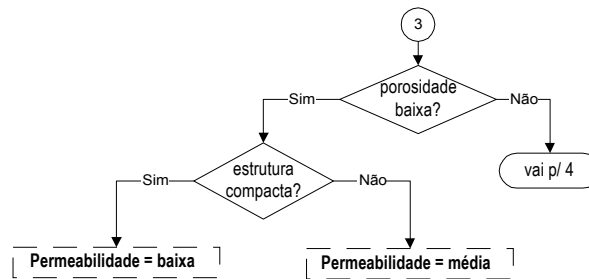 3
porosidade
baixa?
Sim
Não
estrutura
compacta?
vai p/ 4
Sim
Não
Permeabilidade = baixa
Permeabilidade = média